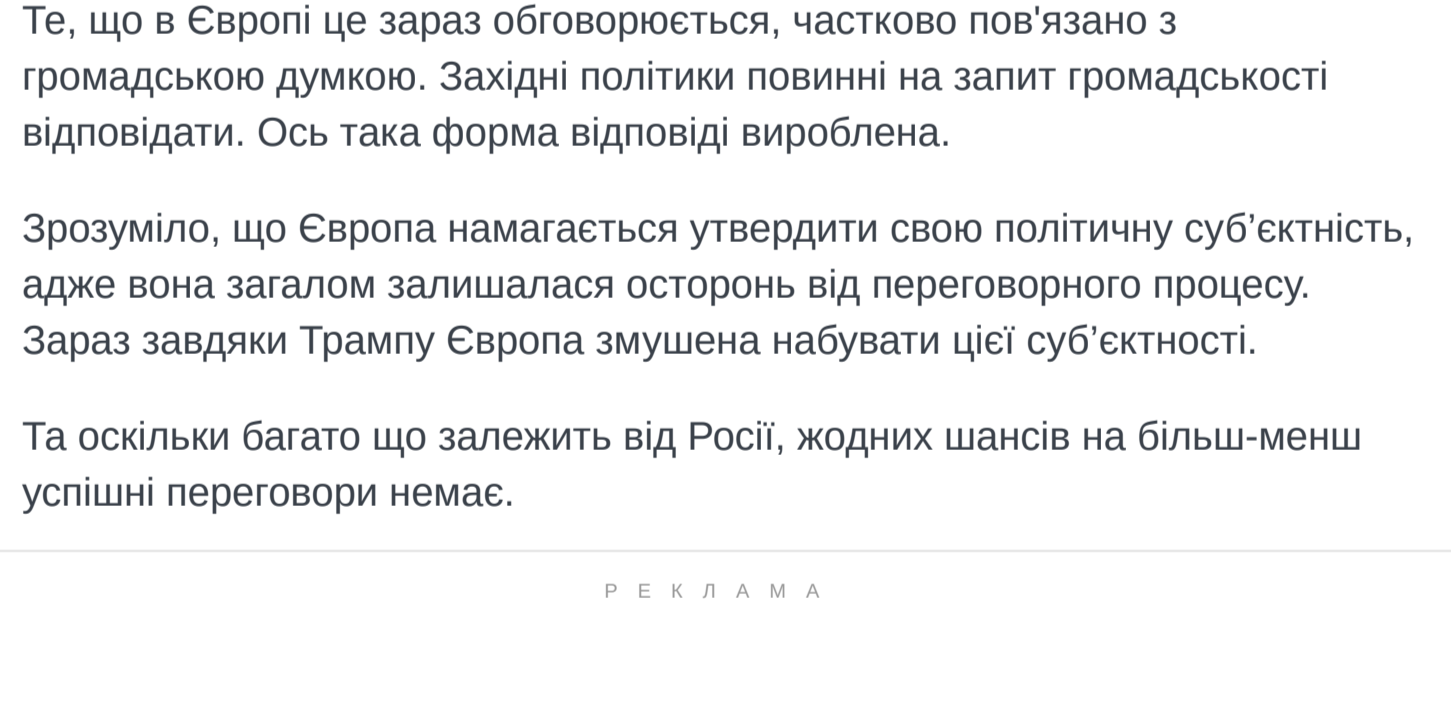 Те, що в Європі це зараз обговорюється, частково пов'язано з
громадською думкою. Західні політики повинні на запит громадськості
відповідати. Ось така форма відповіді вироблена.
Зрозуміло, що Європа намагається утвердити свою політичну суб’єктність,
адже вона загалом залишалася осторонь від переговорного процесу.
Зараз завдяки Трампу Європа змушена набувати цієї суб’єктності.
Та оскільки багато що залежить від Росії, жодних шансів на більш-менш
успішні переговори немає.
РЕКЛАМА